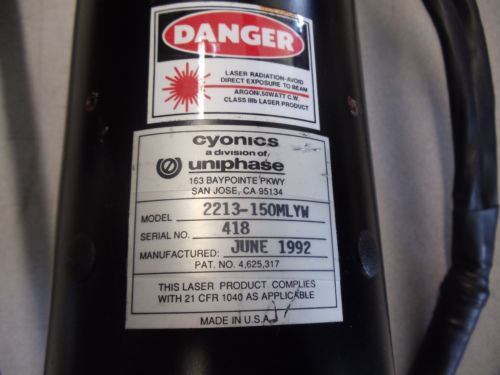 DANGER
LASER RADIATION-AVOID
DIRECT EXPOSURE TO BEAM
ARGON/.50WATT C.W.
CLASS IIIb LASER PRODUCT
cyonics
a division of
uniphase
163 BAYPOINTE PKWY
SAN JOSE, CA 95134
MODEL 2213-150MLYW
SERIAL NO. 418
MANUFACTURED: JUNE 1992
PAT. NO. 4,625,317
THIS LASER PRODUCT COMPLIES
WITH 21 CFR 1040 AS APPLICABLE
MADE IN U.S.A.